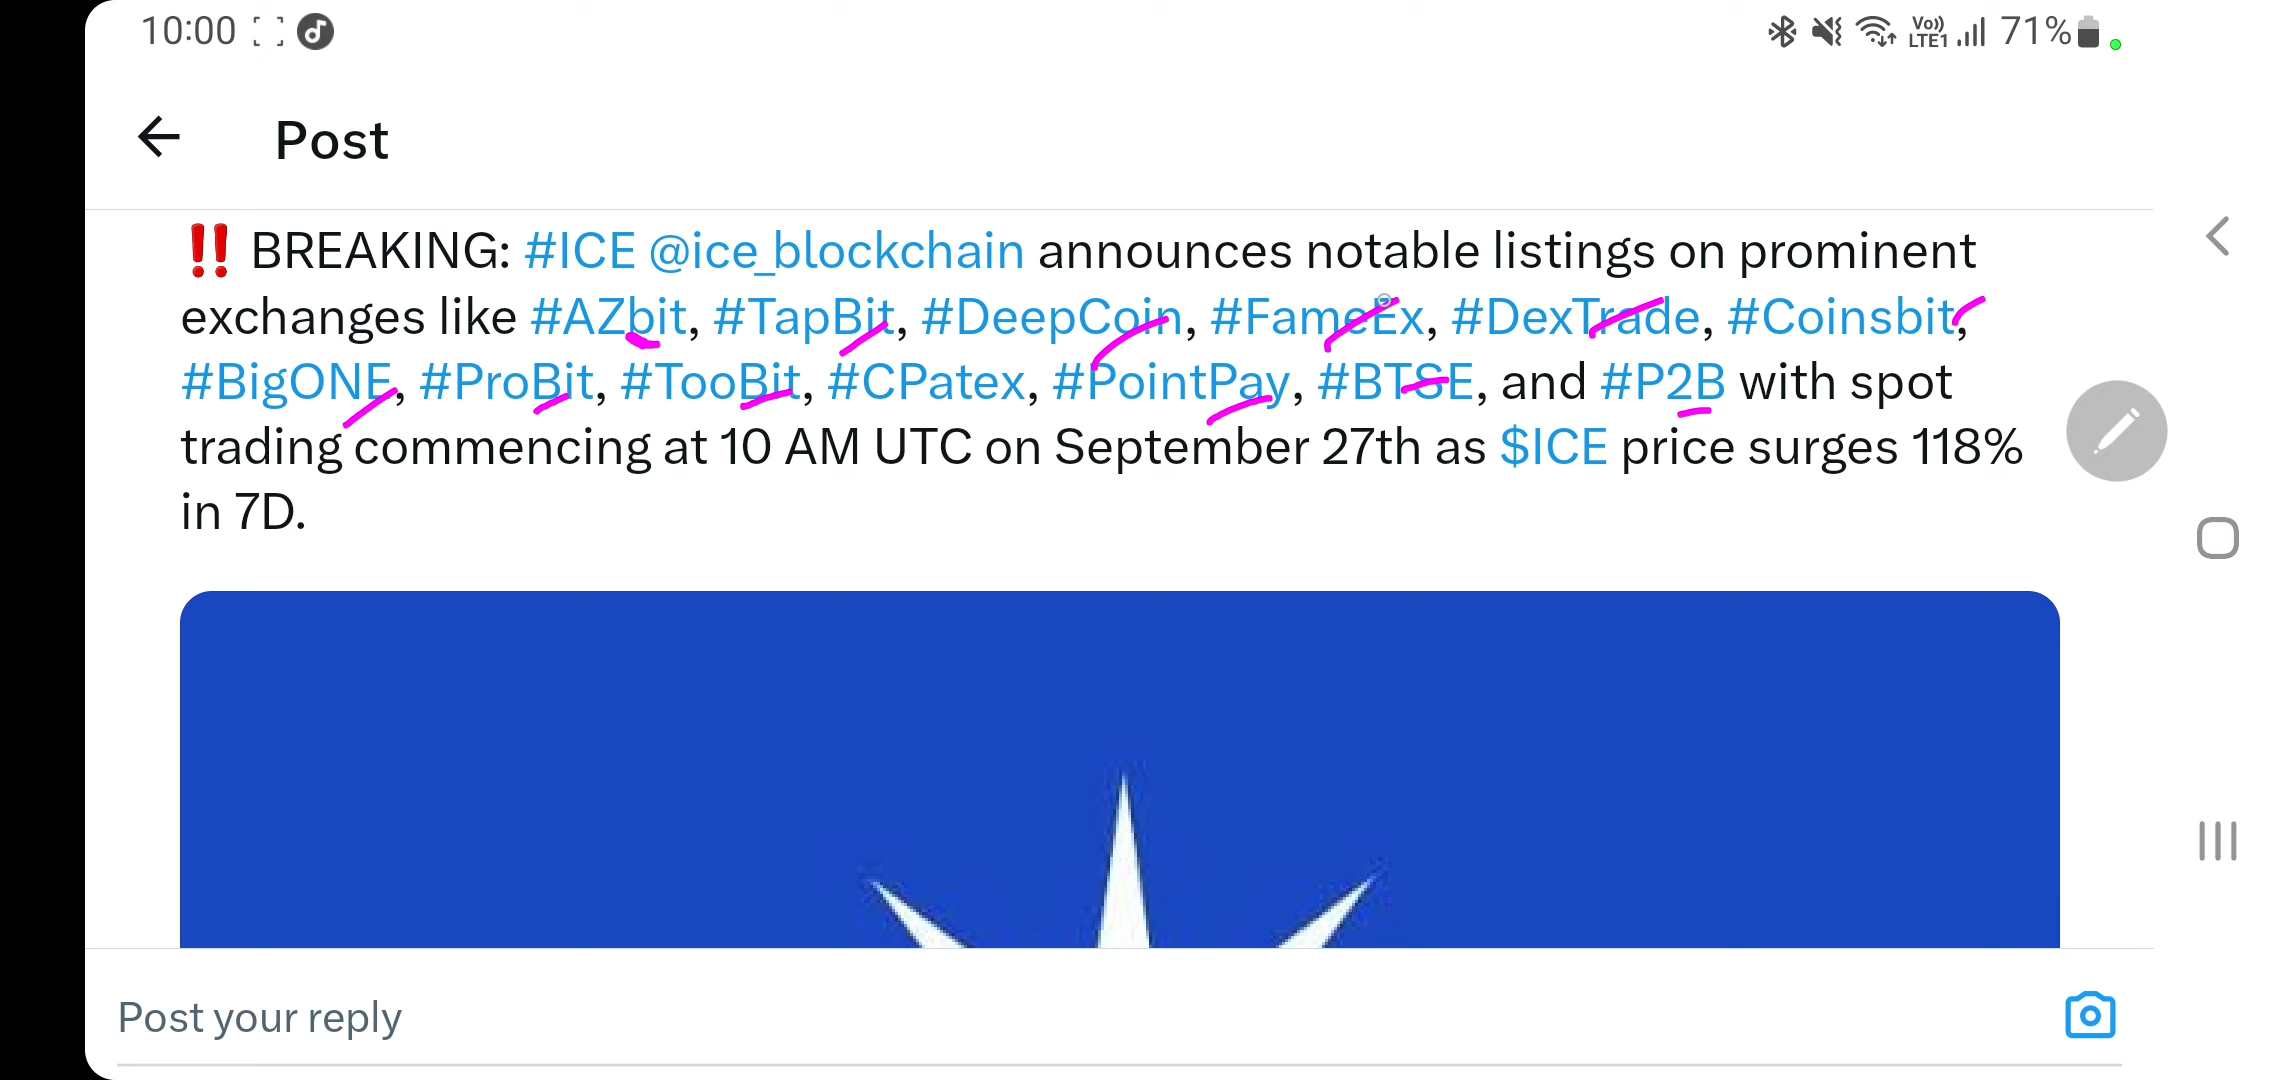 10:00
Vo)) LTE1 71%
Post
‼ BREAKING: #ICE @ice_blockchain announces notable listings on prominent
exchanges like #AZbit, #TapBit, #DeepCoin, #FameEx, #DexTrade, #Coinsbit,
#BigONE, #ProBit, #TooBit, #CPatex, #PointPay, #BTSE, and #P2B with spot
trading commencing at 10 AM UTC on September 27th as $ICE price surges 118%
in 7D.
Post your reply